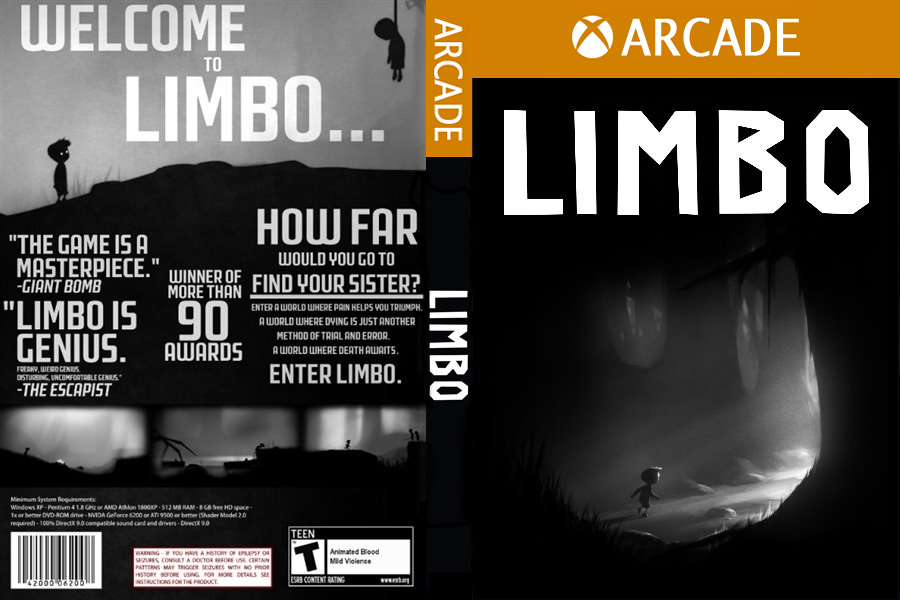 WELCOME
TO
LIMBO...
"THE GAME IS A
MASTERPIECE."
-GIANT BOMB
"LIMBO IS
GENIUS.
FREAKY, WEIRD GENIUS.
DISTURBING, UNCOMFORTABLE GENIUS."
-THE ESCAPIST
WINNER OF
MORE THAN
90
AWARDS
HOW FAR
WOULD YOU GO TO
FIND YOUR SISTER?
ENTER A WORLD WHERE PAIN HELPS YOU TRIUMPH.
A WORLD WHERE DYING IS JUST ANOTHER
METHOD OF TRIAL AND ERROR.
A WORLD WHERE DEATH AWAITS.
ENTER LIMBO.
Minimum System Requirements:
Windows XP - Pentium 4 1.8 GHz or AMD Athlon 1800XP - 512 MB RAM - 8 GB free HD space -
1x or better DVD-ROM drive - NVIDIA GeForce 6200 or ATI 9500 or better (Shader Model 2.0
required) - 100% DirectX 9.0 compatible sound card and drivers - DirectX 9.0
42000 06200
WARNING - IF YOU HAVE A HISTORY OF EPILEPSY OR
SEIZURES, CONSULT A DOCTOR BEFORE USE. CERTAIN
PATTERNS MAY TRIGGER SEIZURES WITH NO PRIOR
HISTORY BEFORE USING. FOR MORE DETAILS SEE
INSTRUCTIONS FOR THE PRODUCT.
TEEN
T
Animated Blood
Mild Violence
ESRB CONTENT RATING www.esrb.org
ARCADE
LIMBO
ARCADE
LIMBO